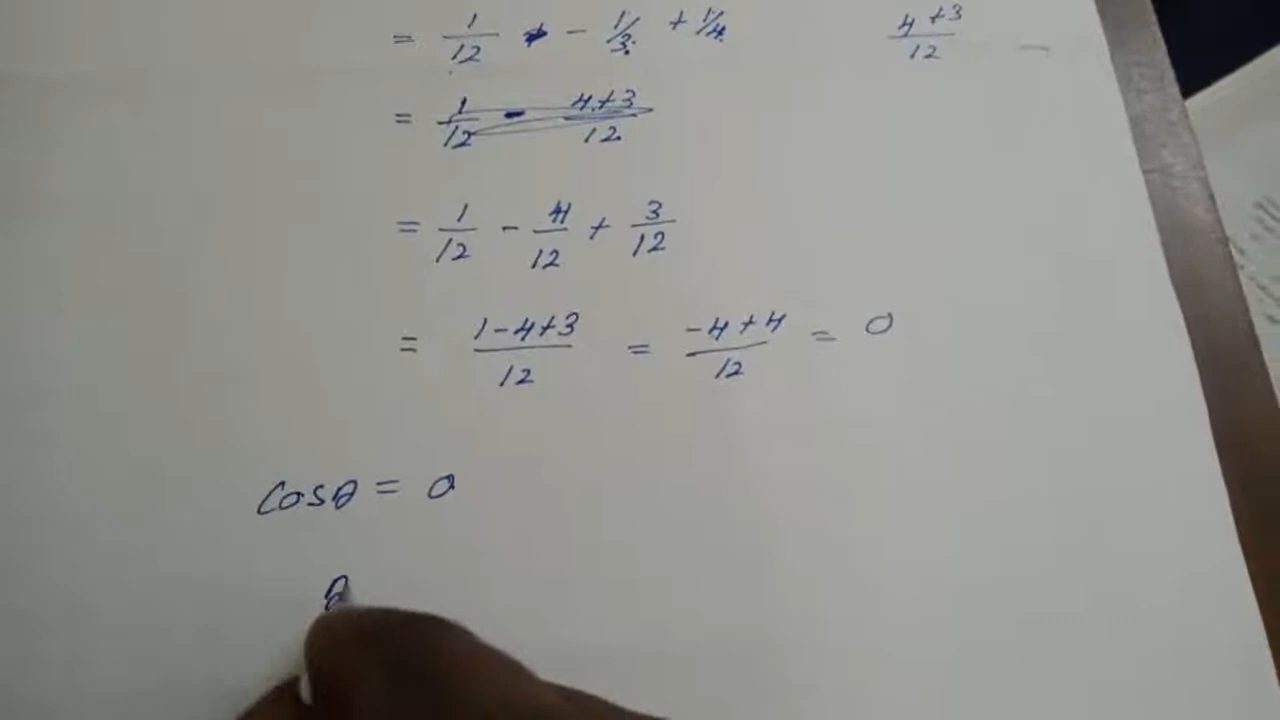 = 1/12 - 1/3 + 1/4 4+3/12
= 1/12 - 4+3/12
= 1/12 - 4/12 + 3/12
= 1-4+3/12 = -4+4/12 = 0
cosθ = 0
θ